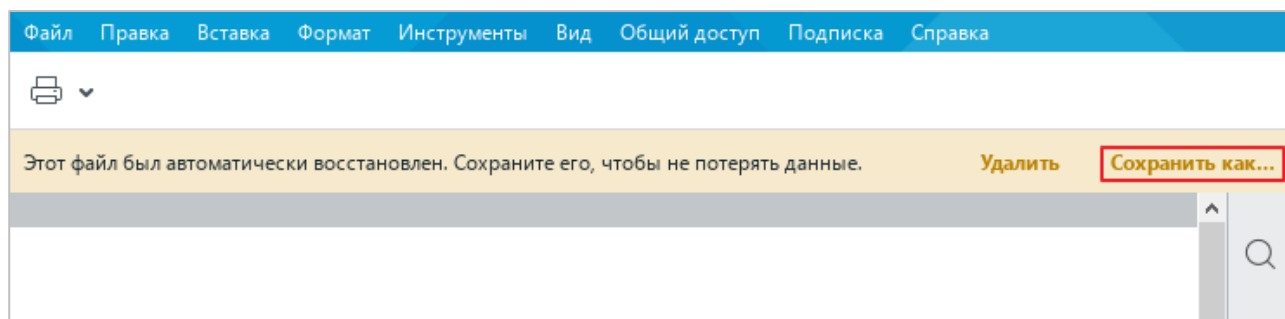 Файл Правка Вставка Формат Инструменты Вид Общий доступ Подписка Справка
Этот файл был автоматически восстановлен. Сохраните его, чтобы не потерять данные. Удалить Сохранить как...